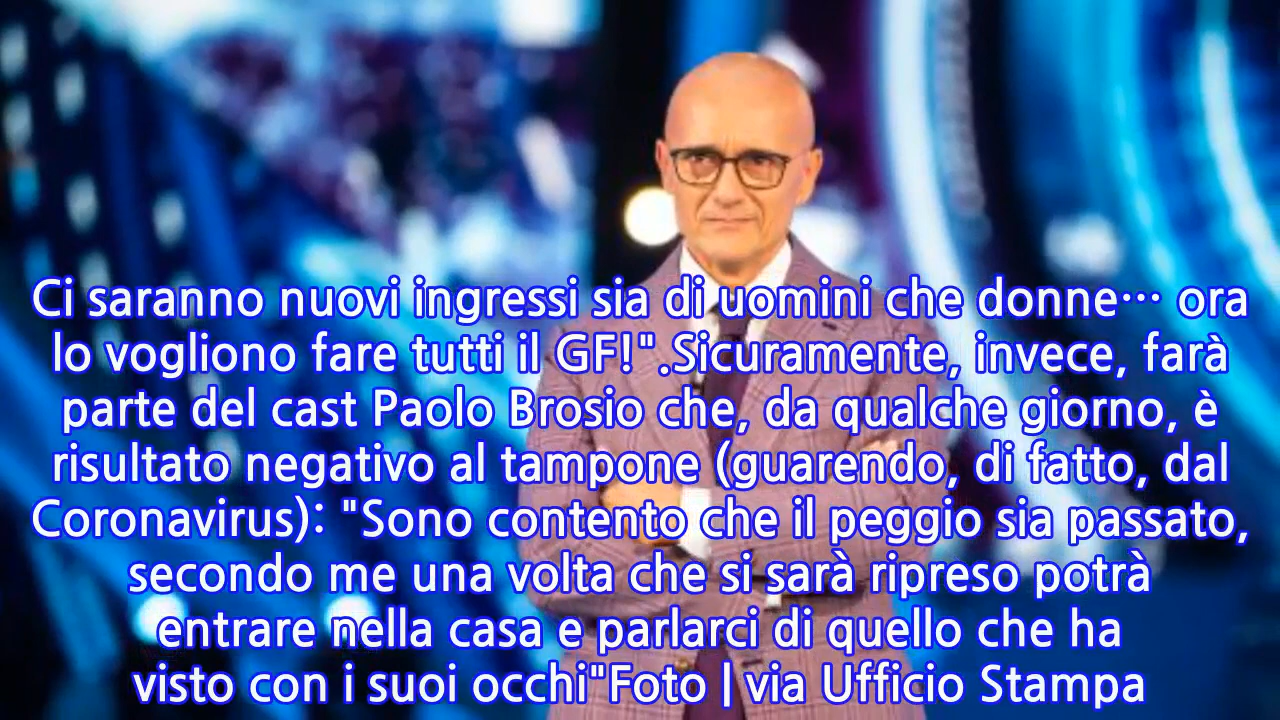 Ci saranno nuovi ingressi sia di uomini che donne··· ora
lo vogliono fare tutti il GF!".Sicuramente, invece, farà
parte del cast Paolo Brosio che, da qualche giorno, è
risultato negativo al tampone (guarendo, di fatto, dal
Coronavirus): "Sono contento che il peggio sia passato,
secondo me una volta che si sarà ripreso potrà
entrare nella casa e parlarci di quello che ha
visto con i suoi occhi"Foto | via Ufficio Stampa